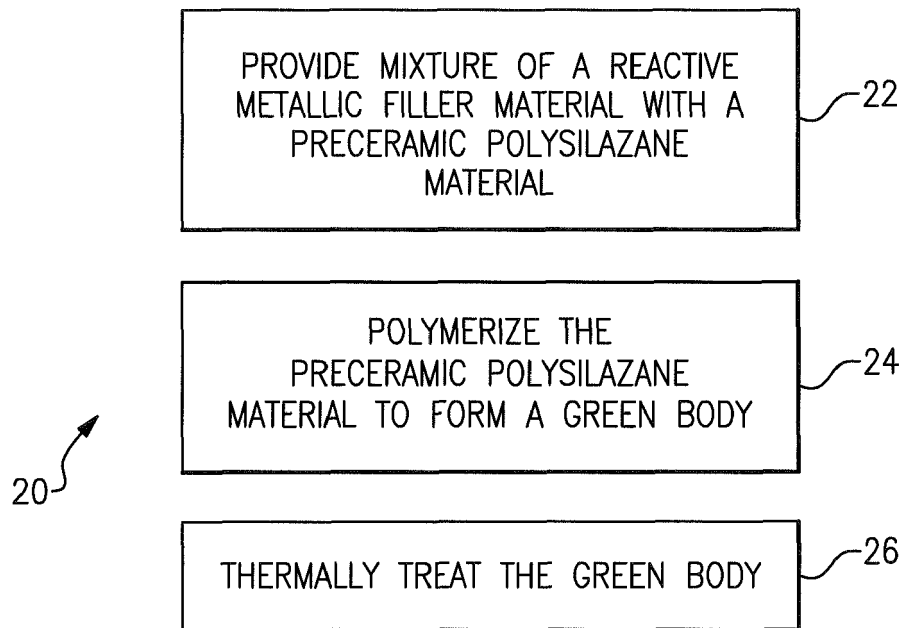 PROVIDE MIXTURE OF A REACTIVE
METALLIC FILLER MATERIAL WITH A
PRECERAMIC POLYSILAZANE
MATERIAL
22
POLYMERIZE THE
PRECERAMIC POLYSILAZANE
MATERIAL TO FORM A GREEN BODY
24
20
THERMALLY TREAT THE GREEN BODY
26